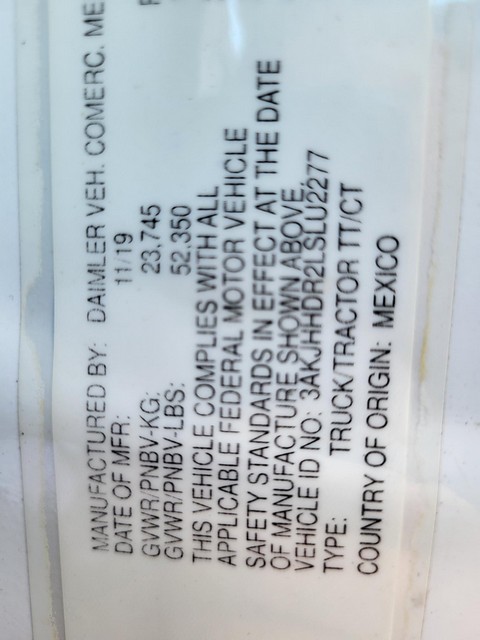 MANUFACTURED BY: DAIMLER VEH. COMERC. ME
DATE OF MFR: 11/19
GVWR/PNBV-KG: 23,745
GVWR/PNBV-LBS: 52,350
THIS VEHICLE COMPLIES WITH ALL
APPLICABLE FEDERAL MOTOR VEHICLE
SAFETY STANDARDS IN EFFECT AT THE DATE
OF MANUFACTURE SHOWN ABOVE.
VEHICLE ID NO: 3AKJHHDR2LSLU2277
TYPE: TRUCK/TRACTOR TT/CT
COUNTRY OF ORIGIN: MEXICO